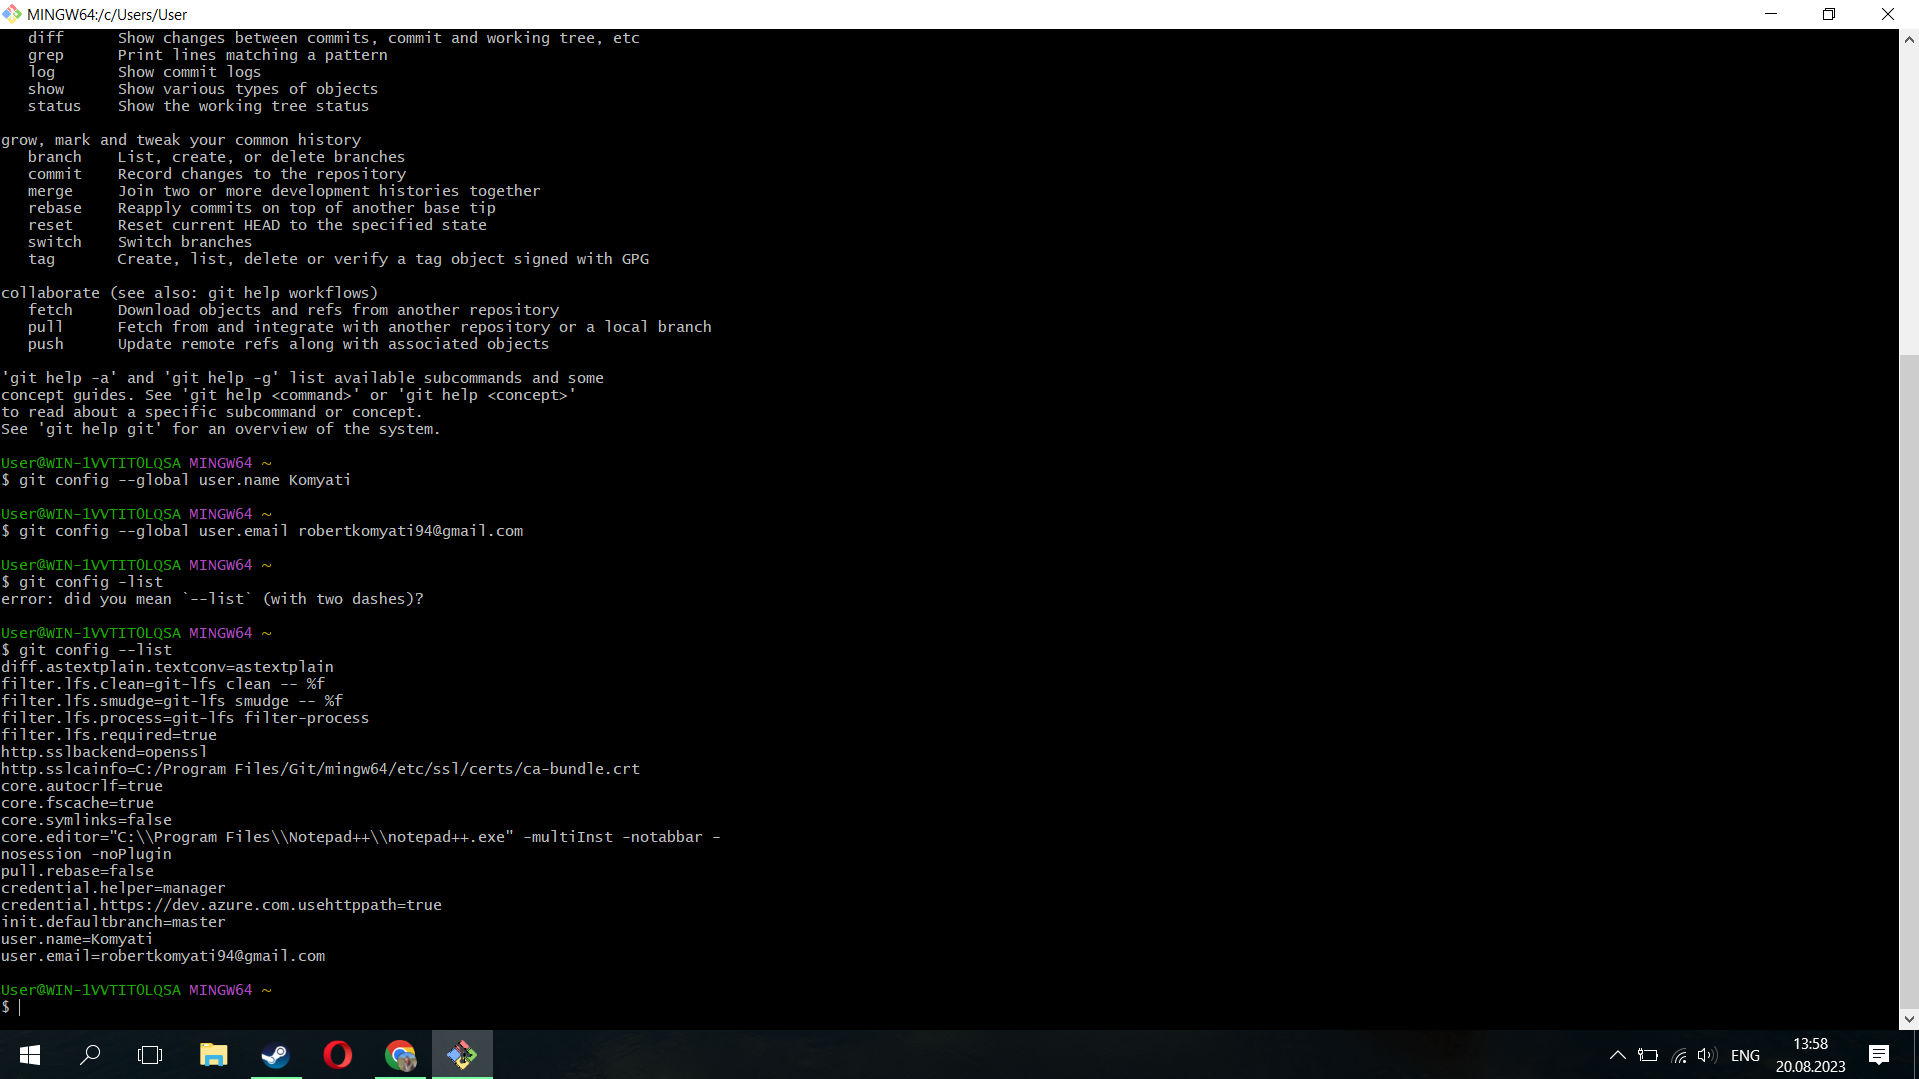 MINGW64:/c/Users/User
diff      Show changes between commits, commit and working tree, etc
grep      Print lines matching a pattern
log       Show commit logs
show      Show various types of objects
status    Show the working tree status
grow, mark and tweak your common history
branch    List, create, or delete branches
commit    Record changes to the repository
merge     Join two or more development histories together
rebase    Reapply commits on top of another base tip
reset     Reset current HEAD to the specified state
switch    Switch branches
tag       Create, list, delete or verify a tag object signed with GPG
collaborate (see also: git help workflows)
fetch     Download objects and refs from another repository
pull      Fetch from and integrate with another repository or a local branch
push      Update remote refs along with associated objects
'git help -a' and 'git help -g' list available subcommands and some
concept guides. See 'git help <command>' or 'git help <concept>'
to read about a specific subcommand or concept.
See 'git help git' for an overview of the system.
User@WIN-1VVTITOLQSA MINGW64 ~
$ git config --global user.name Komyati
User@WIN-1VVTITOLQSA MINGW64 ~
$ git config --global user.email robertkomyati94@gmail.com
User@WIN-1VVTITOLQSA MINGW64 ~
$ git config -list
error: did you mean `--list` (with two dashes)?
User@WIN-1VVTITOLQSA MINGW64 ~
$ git config --list
diff.astextplain.textconv=astextplain
filter.lfs.clean=git-lfs clean -- %f
filter.lfs.smudge=git-lfs smudge -- %f
filter.lfs.process=git-lfs filter-process
filter.lfs.required=true
http.sslbackend=openssl
http.sslcainfo=C:/Program Files/Git/mingw64/etc/ssl/certs/ca-bundle.crt
core.autocrlf=true
core.fscache=true
core.symlinks=false
core.editor="C:\\Program Files\\Notepad++\\notepad++.exe" -multiInst -notabbar -
nosession -noPlugin
pull.rebase=false
credential.helper=manager
credential.https://dev.azure.com.usehttppath=true
init.defaultbranch=master
user.name=Komyati
user.email=robertkomyati94@gmail.com
User@WIN-1VVTITOLQSA MINGW64 ~
$
ENG
13:58
20.08.2023